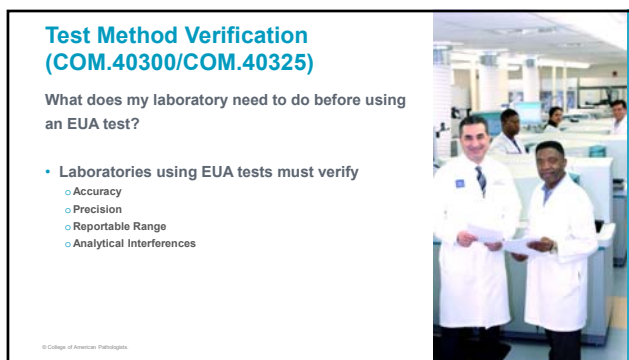 Test Method Verification
(COM.40300/COM.40325)
What does my laboratory need to do before using
an EUA test?
• Laboratories using EUA tests must verify
o Accuracy
o Precision
o Reportable Range
o Analytical Interferences
© College of American Pathologists.